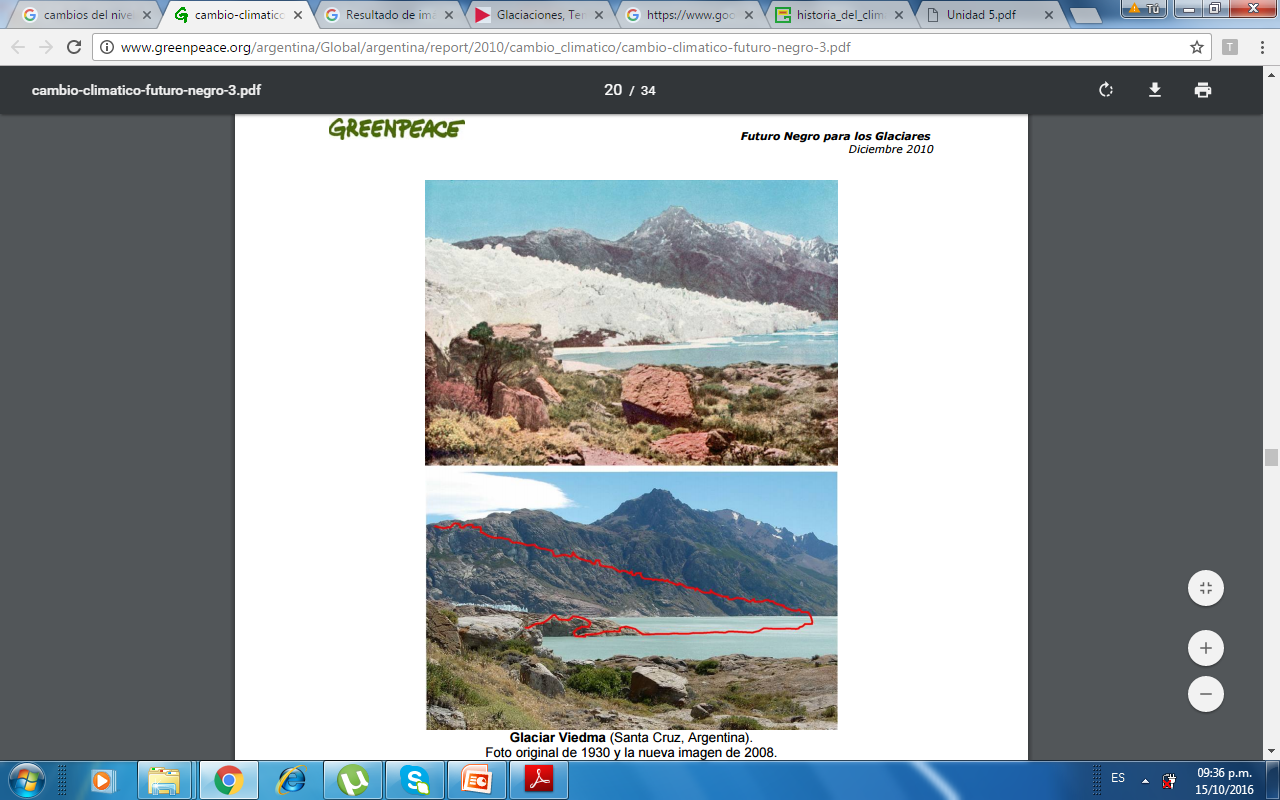 cambios del nive
cambio-climatico
Resultado de ima
Glaciaciones, Ter
https://www.goo
historia_del_clim
Unidad 5.pdf
Tú
www.greenpeace.org/argentina/Global/argentina/report/2010/cambio_climatico/cambio-climatico-futuro-negro-3.pdf
T
cambio-climatico-futuro-negro-3.pdf
20 / 34
GREENPEACE
Futuro Negro para los Glaciares
Diciembre 2010
Glaciar Viedma (Santa Cruz, Argentina).
Foto original de 1930 y la nueva imagen de 2008.
ES
09:36 p.m.
15/10/2016